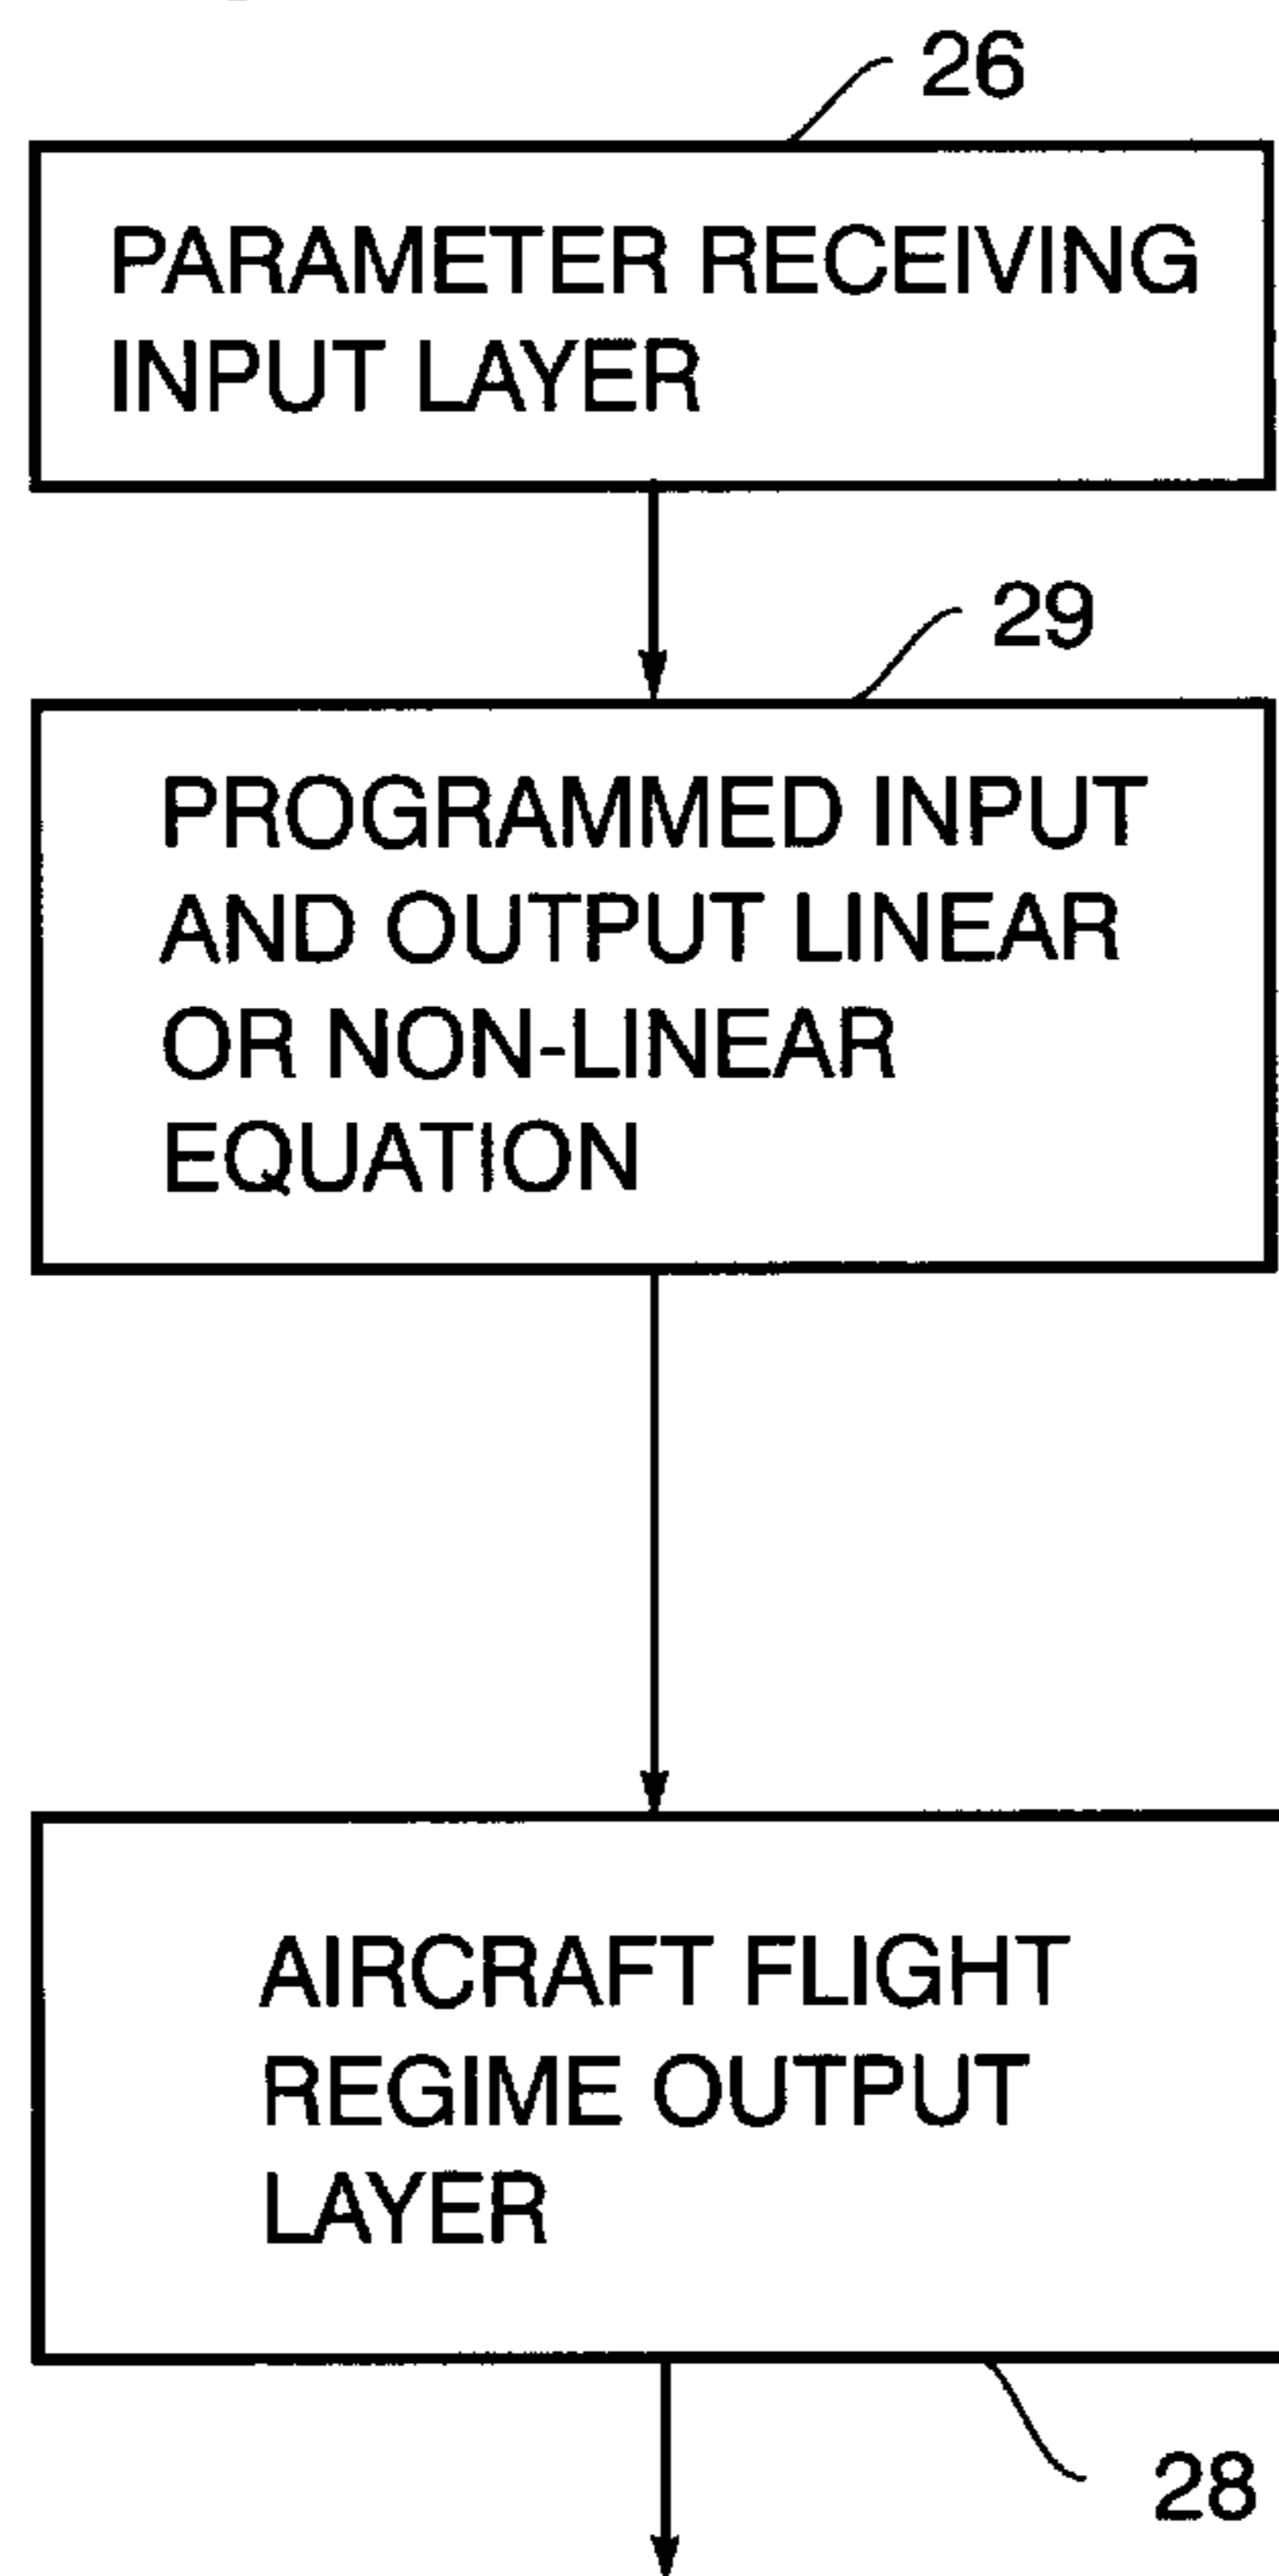 26
PARAMETER RECEIVING
INPUT LAYER
29
PROGRAMMED INPUT
AND OUTPUT LINEAR
OR NON-LINEAR
EQUATION
AIRCRAFT FLIGHT
REGIME OUTPUT
LAYER
28